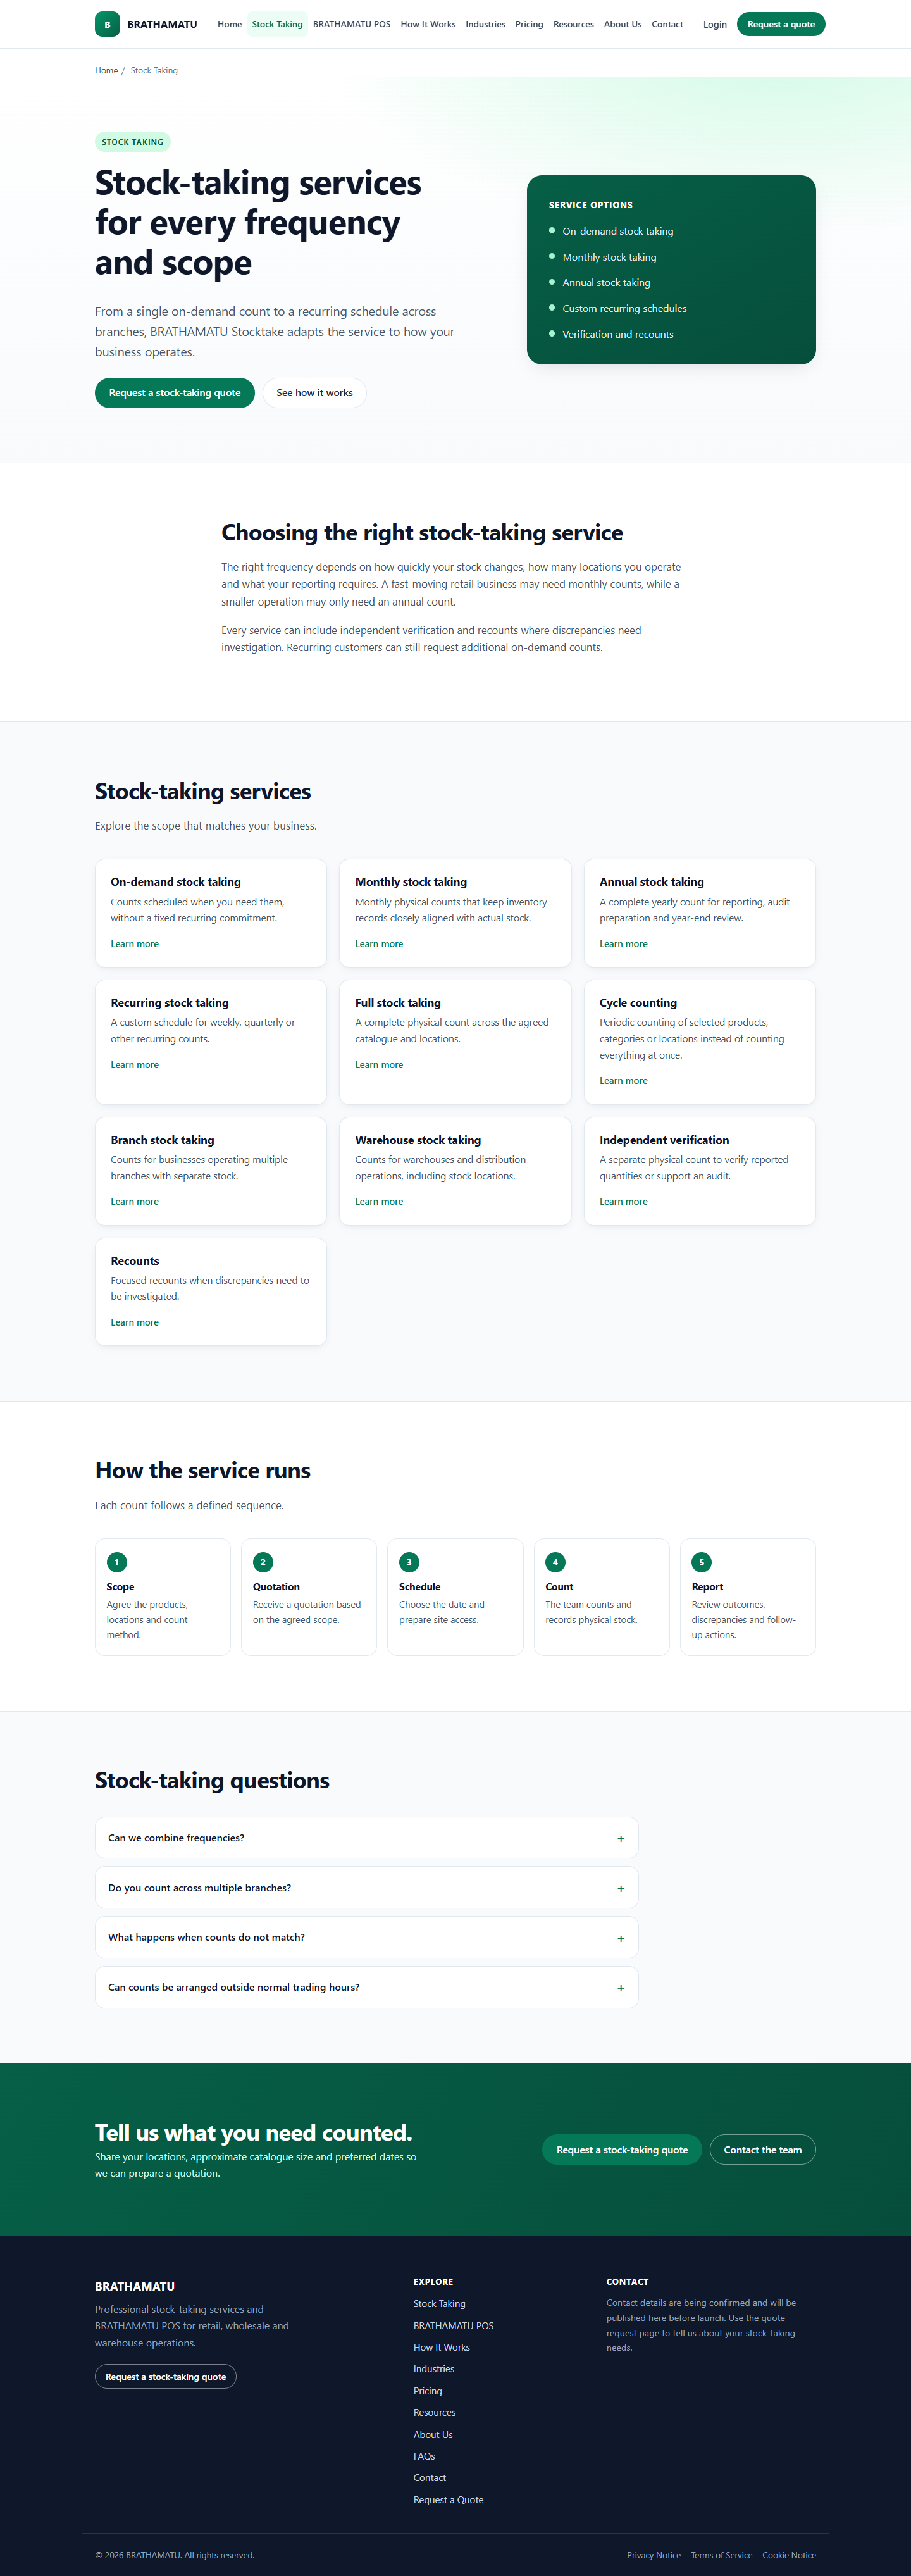 B BRATHAMATU Home Stock Taking BRATHAMATU POS How It Works Industries Pricing Resources About Us Contact Login Request a quote
Home / Stock Taking
STOCK TAKING
Stock-taking services
for every frequency
and scope
From a single on-demand count to a recurring schedule across
branches, BRATHAMATU Stocktake adapts the service to how your
business operates.
Request a stock-taking quote See how it works
SERVICE OPTIONS
On-demand stock taking
Monthly stock taking
Annual stock taking
Custom recurring schedules
Verification and recounts
Choosing the right stock-taking service
The right frequency depends on how quickly your stock changes, how many locations you operate
and what your reporting requires. A fast-moving retail business may need monthly counts, while a
smaller operation may only need an annual count.
Every service can include independent verification and recounts where discrepancies need
investigation. Recurring customers can still request additional on-demand counts.
Stock-taking services
Explore the scope that matches your business.
On-demand stock taking
Counts scheduled when you need them,
without a fixed recurring commitment.
Learn more
Monthly stock taking
Monthly physical counts that keep inventory
records closely aligned with actual stock.
Learn more
Annual stock taking
A complete yearly count for reporting, audit
preparation and year-end review.
Learn more
Recurring stock taking
A custom schedule for weekly, quarterly or
other recurring counts.
Learn more
Full stock taking
A complete physical count across the agreed
catalogue and locations.
Learn more
Cycle counting
Periodic counting of selected products,
categories or locations instead of counting
everything at once.
Learn more
Branch stock taking
Counts for businesses operating multiple
branches with separate stock.
Learn more
Warehouse stock taking
Counts for warehouses and distribution
operations, including stock locations.
Learn more
Independent verification
A separate physical count to verify reported
quantities or support an audit.
Learn more
Recounts
Focused recounts when discrepancies need to
be investigated.
Learn more
How the service runs
Each count follows a defined sequence.
1
Scope
Agree the products,
locations and count
method.
2
Quotation
Receive a quotation based
on the agreed scope.
3
Schedule
Choose the date and
prepare site access.
4
Count
The team counts and
records physical stock.
5
Report
Review outcomes,
discrepancies and follow-
up actions.
Stock-taking questions
Can we combine frequencies? +
Do you count across multiple branches? +
What happens when counts do not match? +
Can counts be arranged outside normal trading hours? +
Tell us what you need counted.
Share your locations, approximate catalogue size and preferred dates so
we can prepare a quotation.
Request a stock-taking quote Contact the team
BRATHAMATU
Professional stock-taking services and
BRATHAMATU POS for retail, wholesale and
warehouse operations.
Request a stock-taking quote
EXPLORE
Stock Taking
BRATHAMATU POS
How It Works
Industries
Pricing
Resources
About Us
FAQs
Contact
Request a Quote
CONTACT
Contact details are being confirmed and will be
published here before launch. Use the quote
request page to tell us about your stock-taking
needs.
© 2026 BRATHAMATU. All rights reserved.
Privacy Notice Terms of Service Cookie Notice